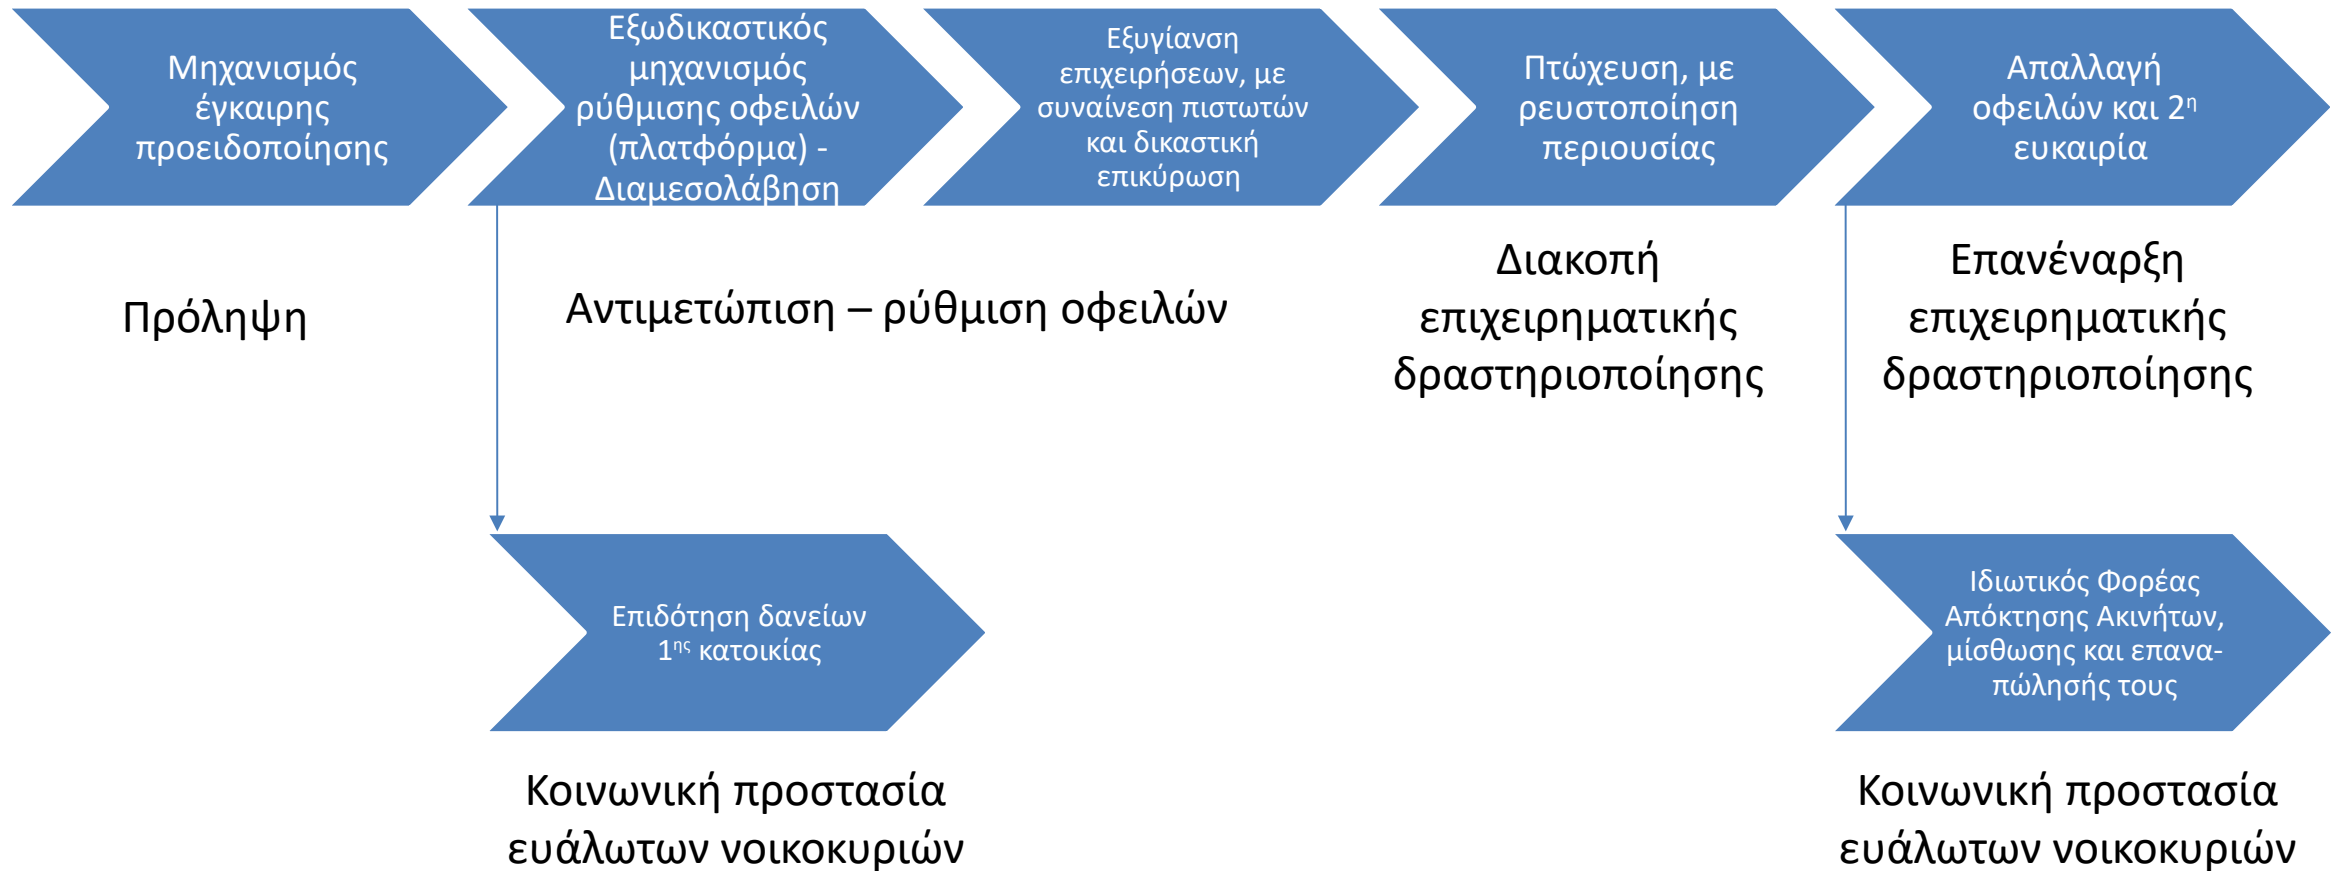 Μηχανισμός
έγκαιρης
προειδοποίησης
Εξωδικαστικός
μηχανισμός
ρύθμισης οφειλών
(πλατφόρμα) -
Διαμεσολάβηση
Εξυγίανση
επιχειρήσεων, με
συναίνεση πιστωτών
και δικαστική
επικύρωση
Πτώχευση, με
ρευστοποίηση
περιουσίας
Απαλλαγή
οφειλών και 2η
ευκαιρία
Πρόληψη
Αντιμετώπιση – ρύθμιση οφειλών
Διακοπή
επιχειρηματικής
δραστηριοποίησης
Επανέναρξη
επιχειρηματικής
δραστηριοποίησης
Επιδότηση δανείων
1ης κατοικίας
Ιδιωτικός Φορέας
Απόκτησης Ακινήτων,
μίσθωσης και επανα-
πώλησής τους
Κοινωνική προστασία
ευάλωτων νοικοκυριών
Κοινωνική προστασία
ευάλωτων νοικοκυριών